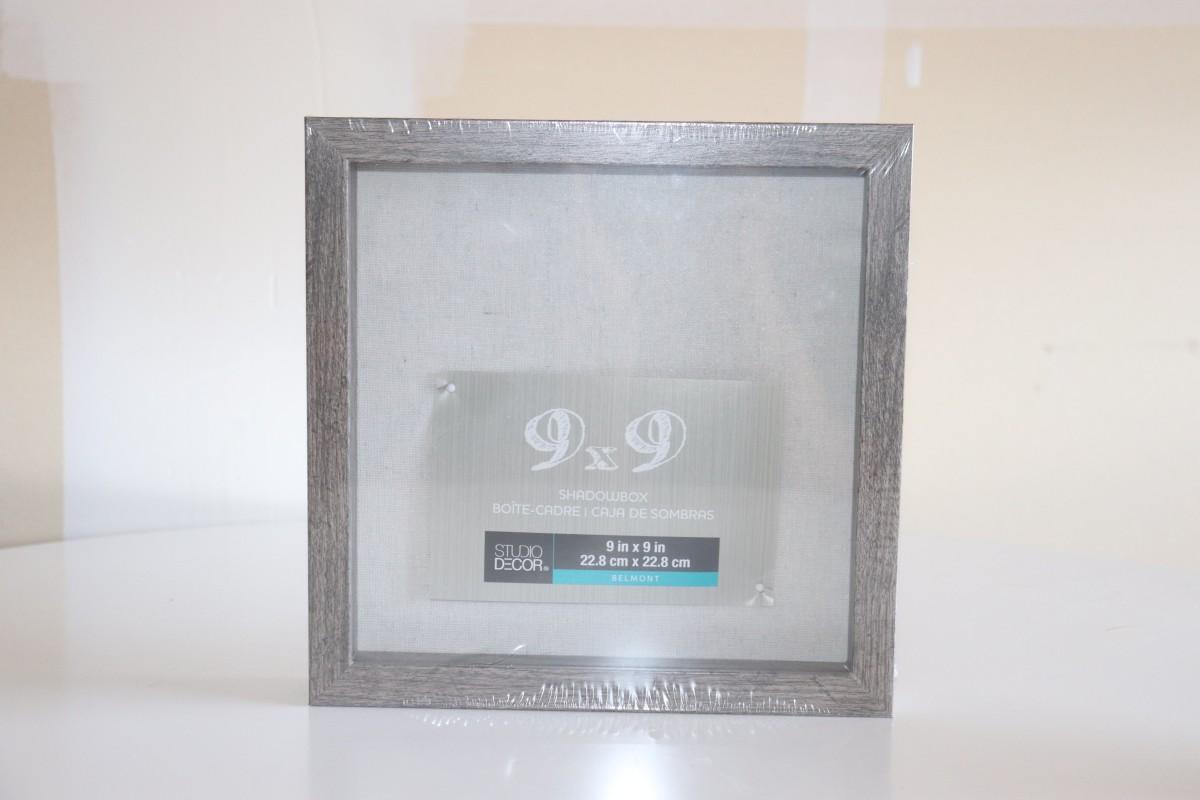 9x9
SHADOWBOX
BOÎTE-CADRE | CAJA DE SOMBRAS
STUDIO
DECOR®
9 in x 9 in
22.8 cm x 22.8 cm
BELMONT